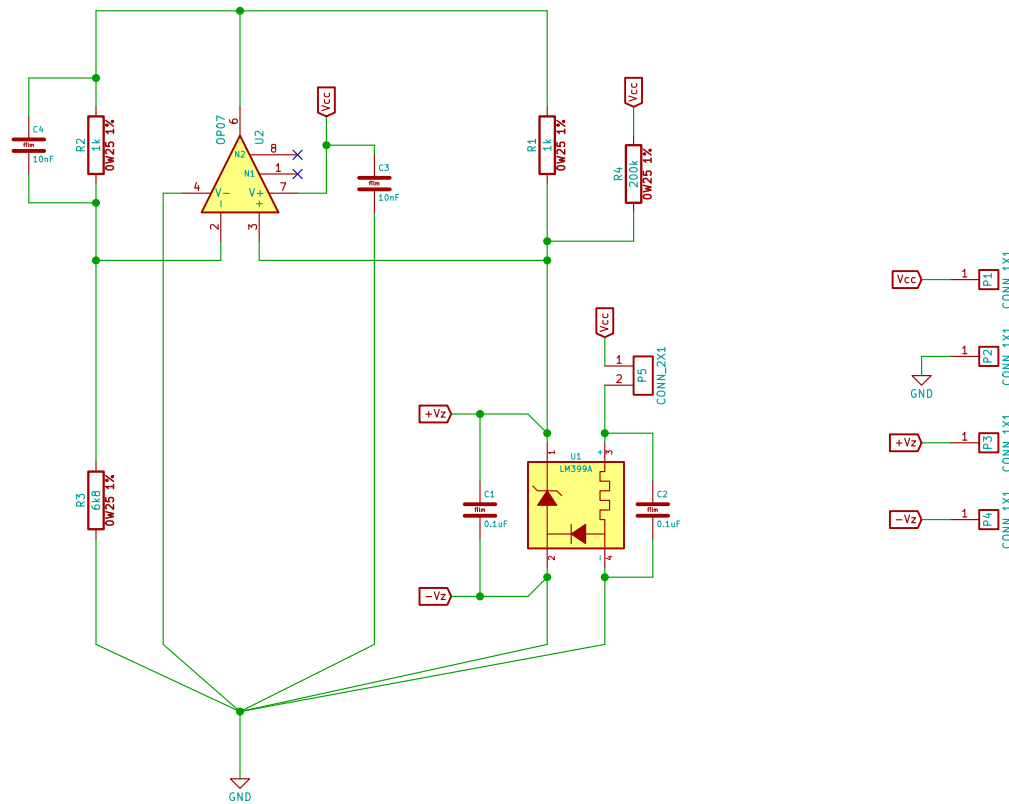 C4
film
10nF
R2
1k
0W25 1%
OP07
U2
6
N2
8
N1
1
4
V-
V+
7
-
+
2
3
Vcc
C3
film
10nF
R1
1k
0W25 1%
Vcc
R4
200k
0W25 1%
Vcc
1
2
P5
CONN_2X1
+Vz
-Vz
C1
film
0.1uF
U1
LM399A
1
+
3
2
-
4
C2
film
0.1uF
R3
6k8
0W25 1%
GND
Vcc
1
P1
CONN_1X1
GND
1
P2
CONN_1X1
+Vz
1
P3
CONN_1X1
-Vz
1
P4
CONN_1X1